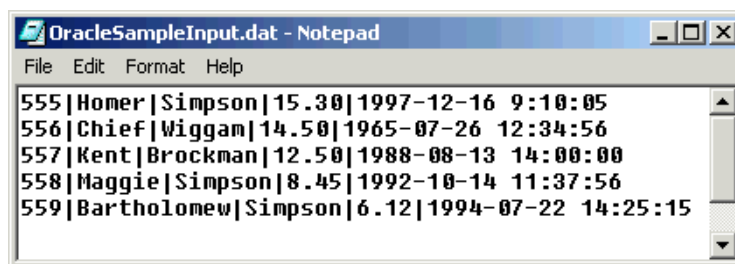 OracleSampleInput.dat - Notepad
File Edit Format Help
555|Homer|Simpson|15.30|1997-12-16 9:10:05
556|Chief|Wiggam|14.50|1965-07-26 12:34:56
557|Kent|Brockman|12.50|1988-08-13 14:00:00
558|Maggie|Simpson|8.45|1992-10-14 11:37:56
559|Bartholomew|Simpson|6.12|1994-07-22 14:25:15